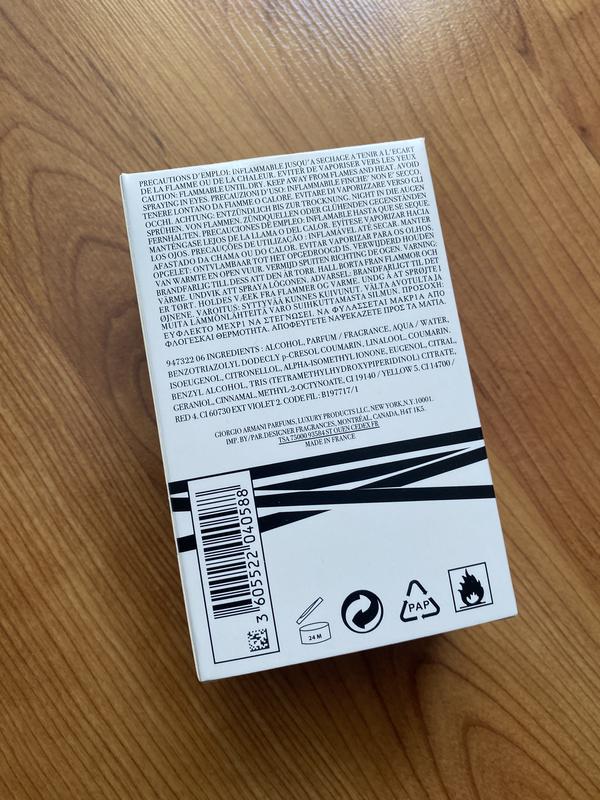 PRECAUTIONS D'EMPLOI: INFLAMMABLE JUSQU'A SECHAGE A TENIR A L'ECART
DE LA FLAMME OU DE LA CHALEUR. EVITER DE VAPORISER VERS LES YEUX
CAUTION: FLAMMABLE UNTIL DRY. KEEP AWAY FROM FLAMES AND HEAT. AVOID
SPRAYING IN EYES. PRECAUZIONI D'USO: INFIAMMABILE FINCHE' NON E' SECCO.
TENERE LONTANO DA FIAMME O CALORE. EVITARE DI VAPORIZZARE VERSO GLI
OCCHI. ACHTUNG: ENTZÜNDLICH BIS ZUR TROCKNUNG. NICHT IN DIE AUGEN
SPRÜHEN. VON FLAMMEN, ZÜNDQUELLEN ODER GLÜHENDEN GEGENSTÄNDEN
FERNHALTEN. PRECAUCIONES DE EMPLEO: INFLAMABLE HASTA QUE SE SEQUE.
MANTÉNGASE LEJOS DE LA LLAMA O DEL CALOR. EVÍTESE VAPORIZAR HACIA
LOS OJOS. PRECAUÇÕES DE UTILIZAÇÃO : INFLAMÁVEL ATÉ SECAR. MANTER
AFASTADO DA CHAMA OU DO CALOR. EVITAR VAPORIZAR PARA OS OLHOS.
OPGELET: ONTVLAMBAAR TOT HET OPGEDROOGD IS. VERWIJDERD HOUDEN
VAN WARMTE EN OPEN VUUR. VERMIJD SPUITEN RICHTING DE OGEN. VARNING:
BRANDFARLIG TILL DESS ATT DEN ÄR TORR. HÅLL BORTA FRÅN FLAMMOR OCH
VÄRME. UNDVIK ATT SPRAYA I ÖGONEN. ADVARSEL: BRANDFARLIGT TIL DET
ER TØRT. HOLDES VÆK FRA FLAMMER OG VARME. UNDGÅ AT SPRØJTE I
ØJNENE. VAROITUS: SYTTYVÄÄ KUNNES KUIVUNUT. VÄLTÄ AVOTULTA JA
MUITA LÄMMÖNLÄHTEITÄ VARO SUIHKUTTAMASTA SILMIIN. ΠΡΟΣΟΧΗ:
ΕΥΦΛΕΚΤΟ ΜΕΧΡΙ ΝΑ ΣΤΕΓΝΩΣΕΙ. ΝΑ ΦΥΛΑΣΣΕΤΑΙ ΜΑΚΡΙΑ ΑΠΟ
ΦΛΟΓΕΣ ΚΑΙ ΘΕΡΜΟΤΗΤΑ. ΑΠΟΦΕΥΓΕΤΕ ΝΑ ΨΕΚΑΖΕΤΕ ΠΡΟΣ ΤΑ ΜΑΤΙΑ.
947322 06 INGREDIENTS : ALCOHOL, PARFUM / FRAGRANCE, AQUA / WATER,
BENZOTRIAZOLYL DODECYL p-CRESOL COUMARIN, LINALOOL, COUMARIN.
ISOEUGENOL, CITRONELLOL, ALPHA-ISOMETHYL IONONE, EUGENOL, CITRAL,
BENZYL ALCOHOL, TRIS (TETRAMETHYLHYDROXYPIPERIDINOL) CITRATE,
GERANIOL, CINNAMAL, METHYL-2-OCTYNOATE, CI 19140 / YELLOW 5. CI 14700 /
RED 4. CI 60730 EXT VIOLET 2. CODE FIL: B197717/1
GIORGIO ARMANI PARFUMS, LUXURY PRODUCTS LLC, NEW YORK.N.Y.10001.
IMP. BY/PAR.DESIGNER FRAGRANCES, MONTRÉAL, CANADA, H4T 1K5.
TSA 75000 93584 ST OUEN CEDEX FR
MADE IN FRANCE
3 605522 040588
24 M
PAP